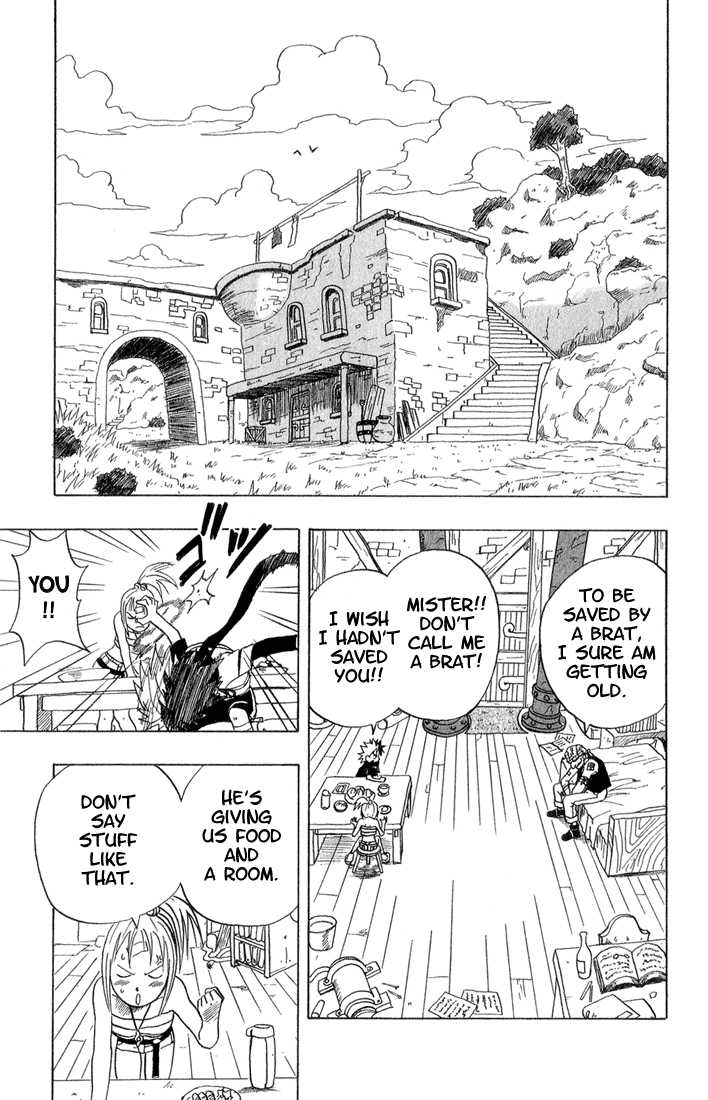 TO BE
SAVED BY
A BRAT,
I SURE AM
GETTING
OLD.
MISTER!!
DON'T
CALL ME
A BRAT!
I WISH
I HADN'T
SAVED
YOU!!
YOU
!!
HE'S
GIVING
US FOOD
AND
A ROOM.
DON'T
SAY
STUFF
LIKE
THAT.